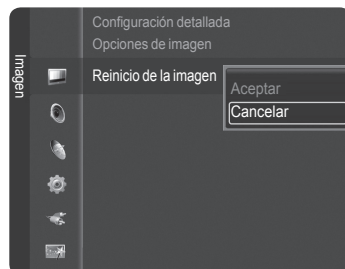 Imagen
Configuración detallada
Opciones de imagen
Reinicio de la imagen
Aceptar
Cancelar